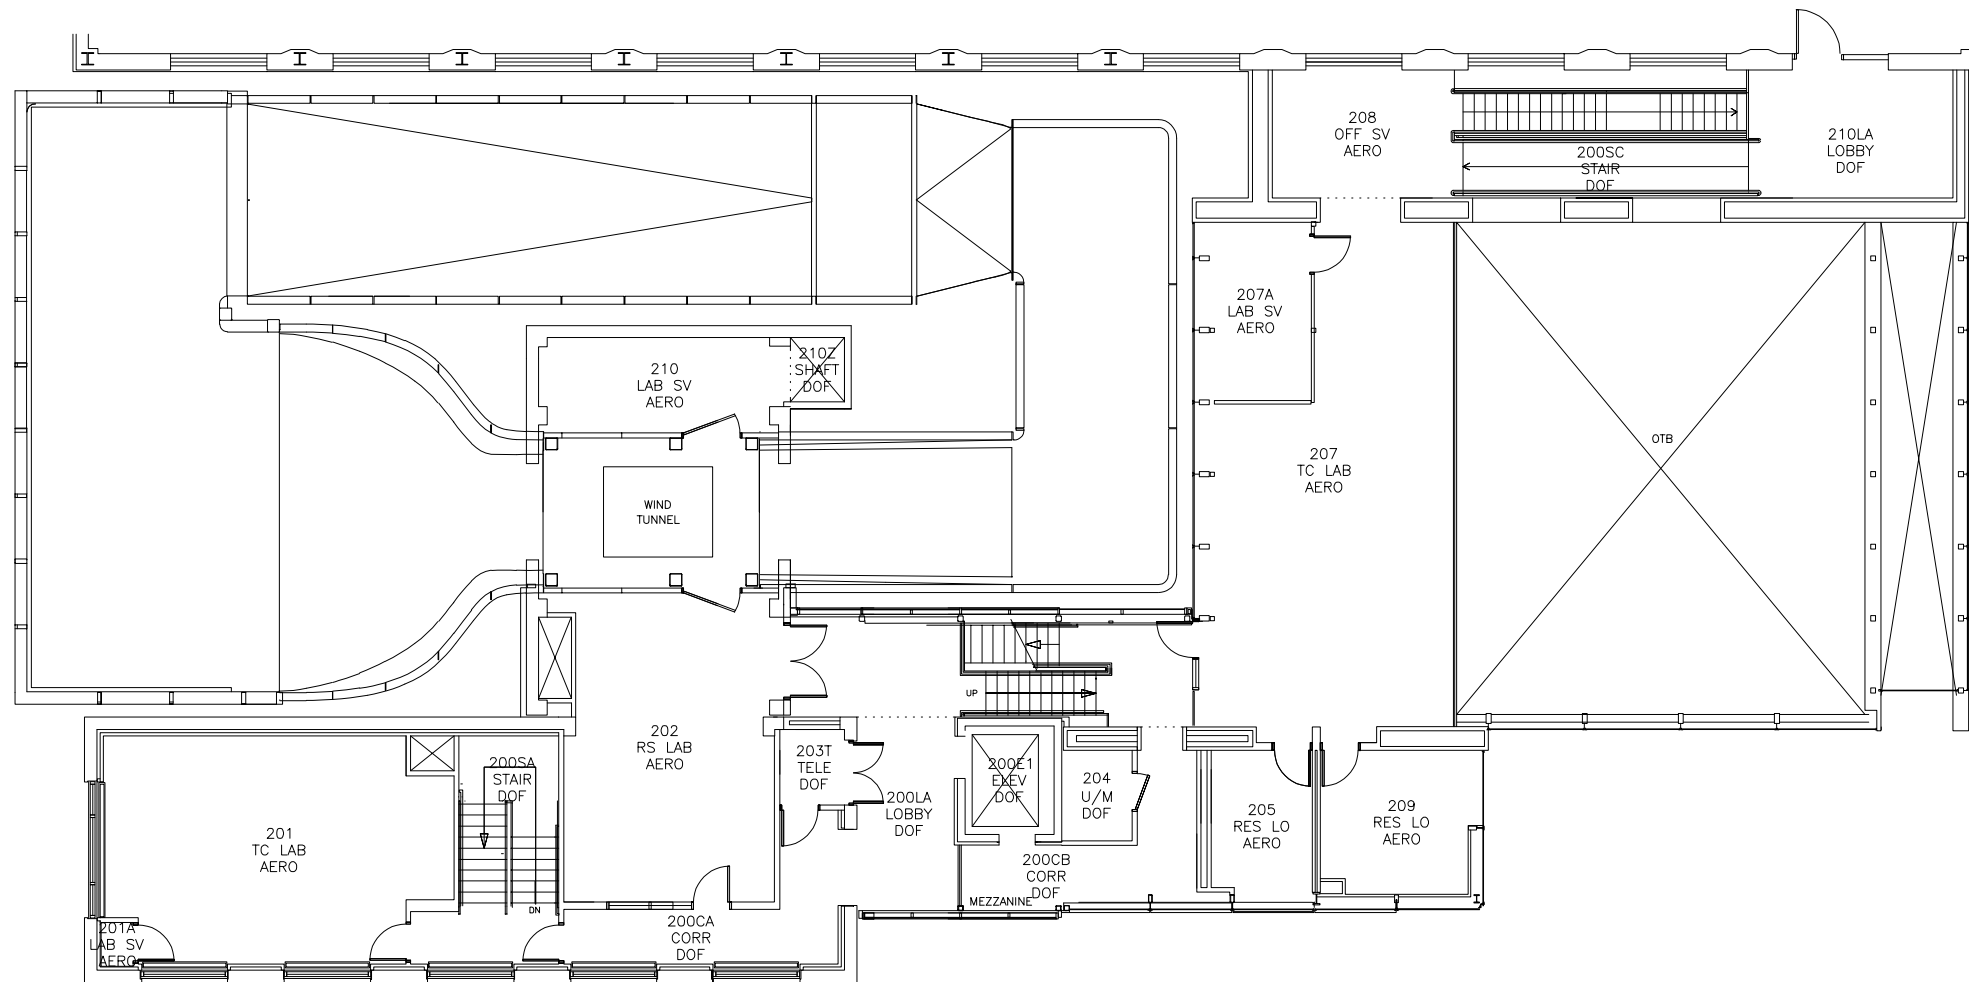 208
OFF SV
AERO
200SC
STAIR
DOF
210LA
LOBBY
DOF
207A
LAB SV
AERO
210
LAB SV
AERO
210Z
SHAFT
DOF
207
TC LAB
AERO
OTB
WIND
TUNNEL
UP
202
RS LAB
AERO
203T
TELE
DOF
200SA
STAIR
DOF
200LA
LOBBY
DOF
200E1
ELEV
DOF
204
U/M
DOF
205
RES LO
AERO
209
RES LO
AERO
201
TC LAB
AERO
200CB
CORR
DOF
MEZZANINE
DN
200CA
CORR
DOF
201A
LAB SV
AERO